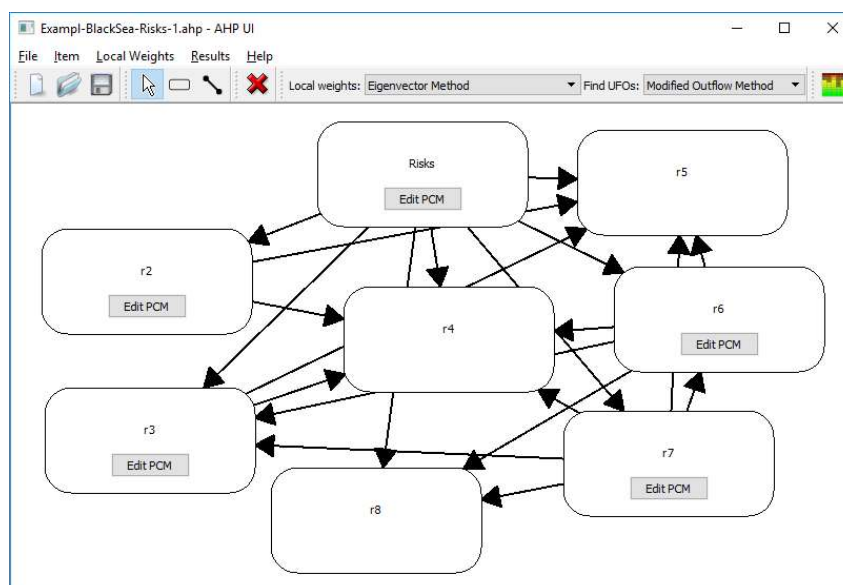 Exampl-BlackSea-Risks-1.ahp - AHP UI
File Item Local Weights Results Help
Local weights: Eigenvector Method Find UFOs: Modified Outflow Method
Risks
Edit PCM
r5
r2
Edit PCM
r4
r6
Edit PCM
r3
Edit PCM
r7
Edit PCM
r8